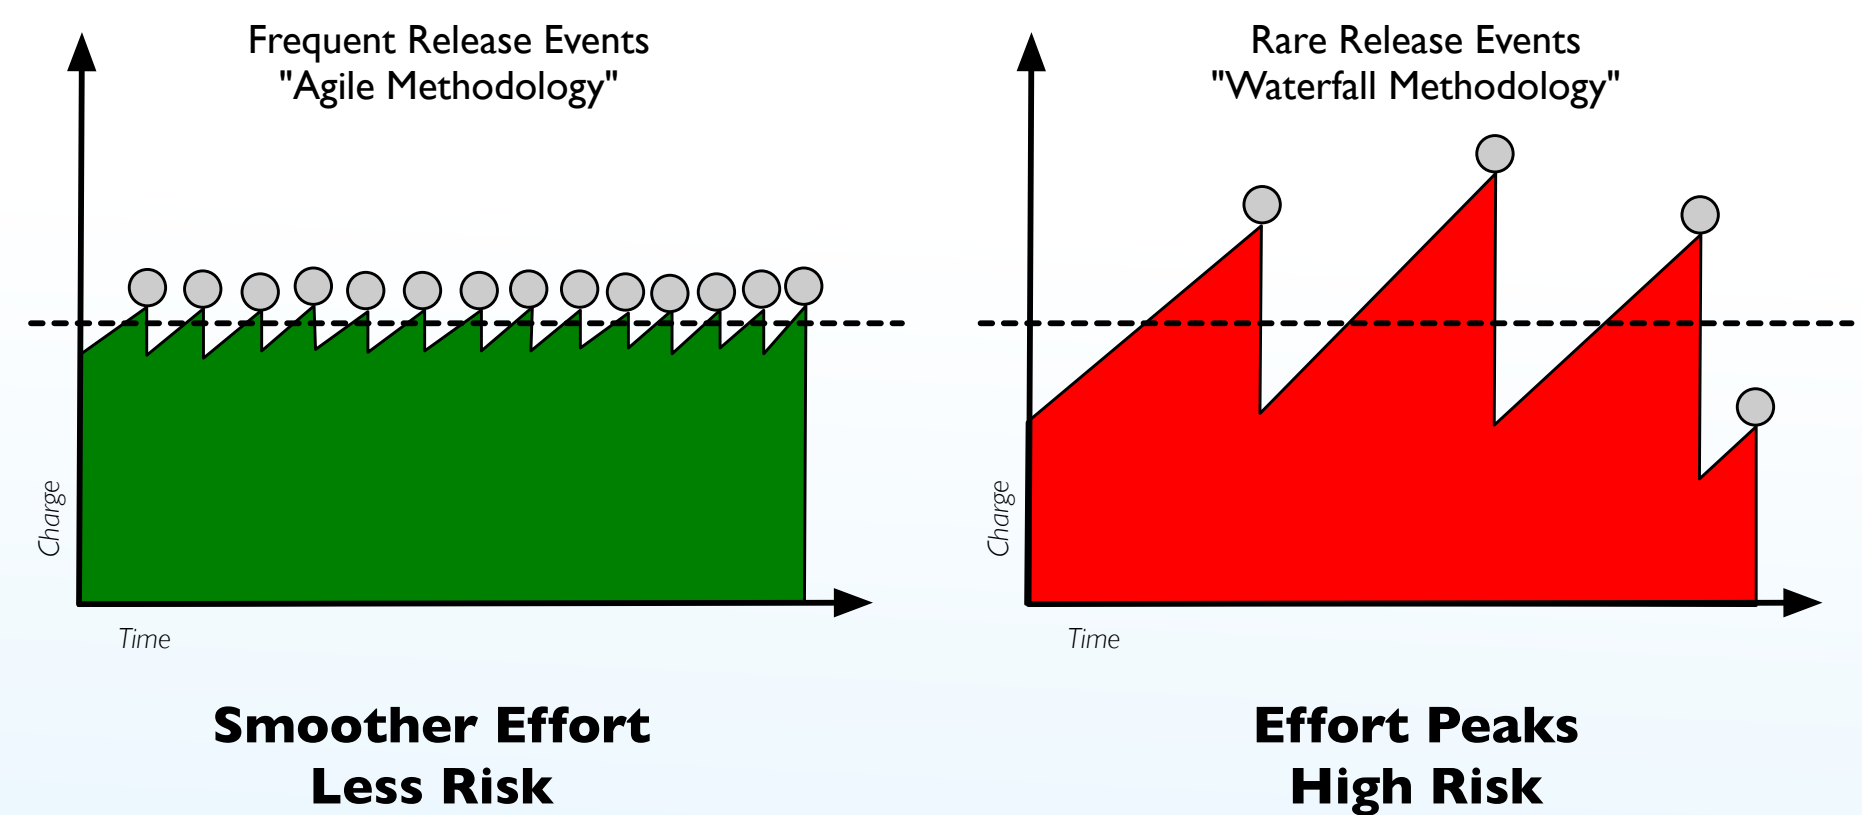 Frequent Release Events
"Agile Methodology"
Charge
Time
Smoother Effort
Less Risk
Rare Release Events
"Waterfall Methodology"
Charge
Time
Effort Peaks
High Risk